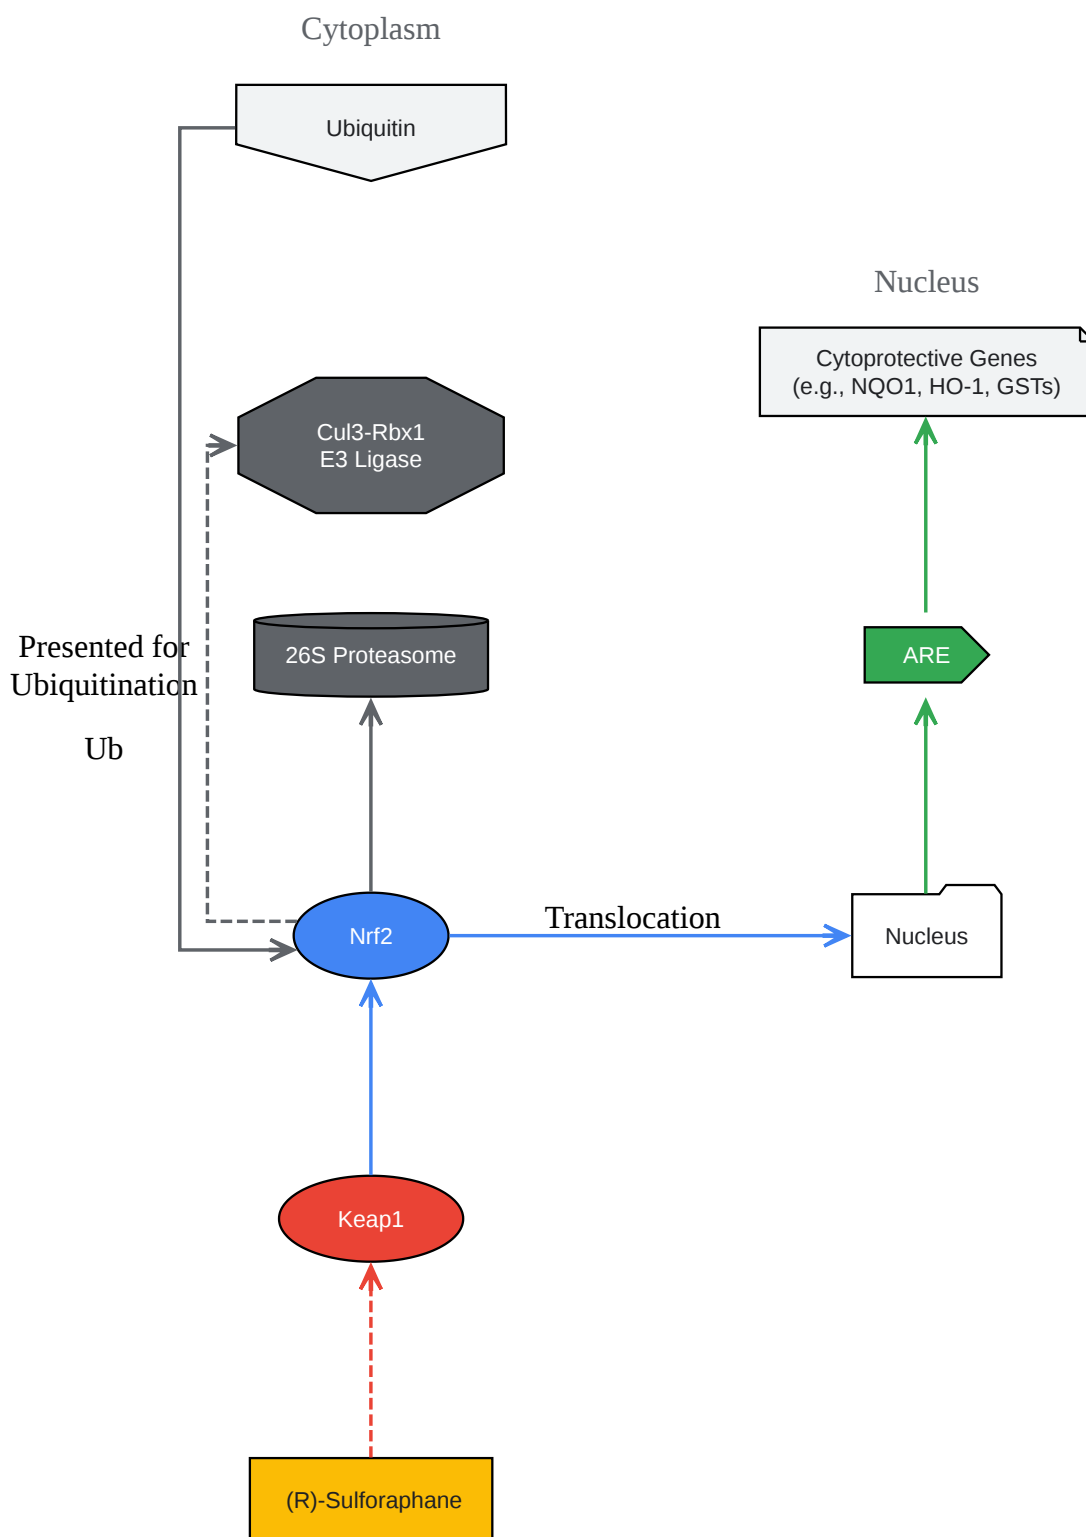 Cytoplasm
Ubiquitin
Nucleus
Cytoprotective Genes
(e.g., NQO1, HO-1, GSTs)
Cul3-Rbx1
E3 Ligase
Presented for
Ubiquitination
26S Proteasome
ARE
Ub
Translocation
Nrf2
Nucleus
Keap1
(R)-Sulforaphane